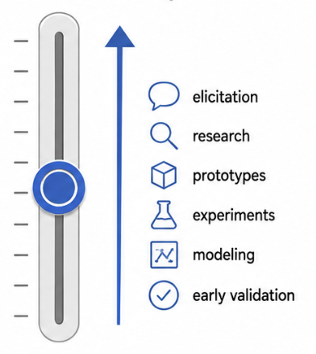 elicitation
research
prototypes
experiments
modeling
early validation